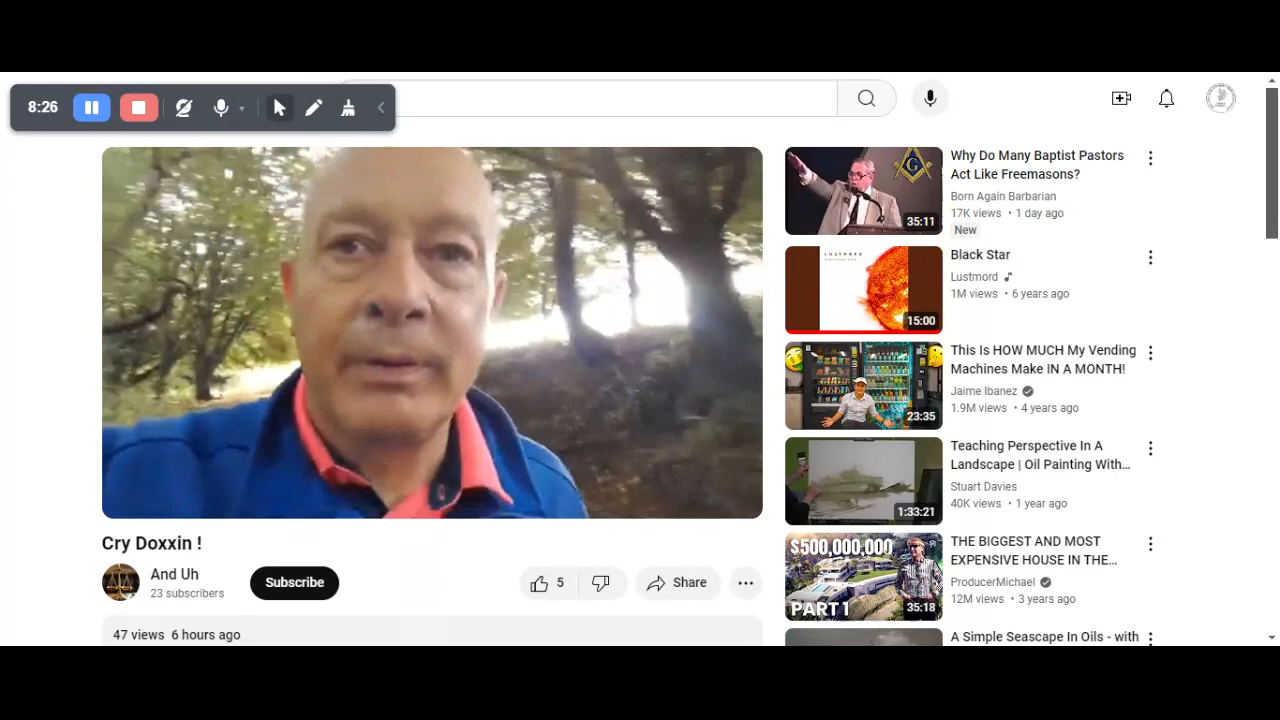 8:26
Cry Doxxin !
And Uh
23 subscribers
Subscribe
5
Share
47 views 6 hours ago
G
35:11
Why Do Many Baptist Pastors
Act Like Freemasons?
Born Again Barbarian
17K views • 1 day ago
New
LUSTMORD
15:00
Black Star
Lustmord
1M views • 6 years ago
23:35
This Is HOW MUCH My Vending
Machines Make IN A MONTH!
Jaime Ibanez
1.9M views • 4 years ago
1:33:21
Teaching Perspective In A
Landscape | Oil Painting With...
Stuart Davies
40K views • 1 year ago
$500,000,000
PART 1
35:18
THE BIGGEST AND MOST
EXPENSIVE HOUSE IN THE...
ProducerMichael
12M views • 3 years ago
A Simple Seascape In Oils - with